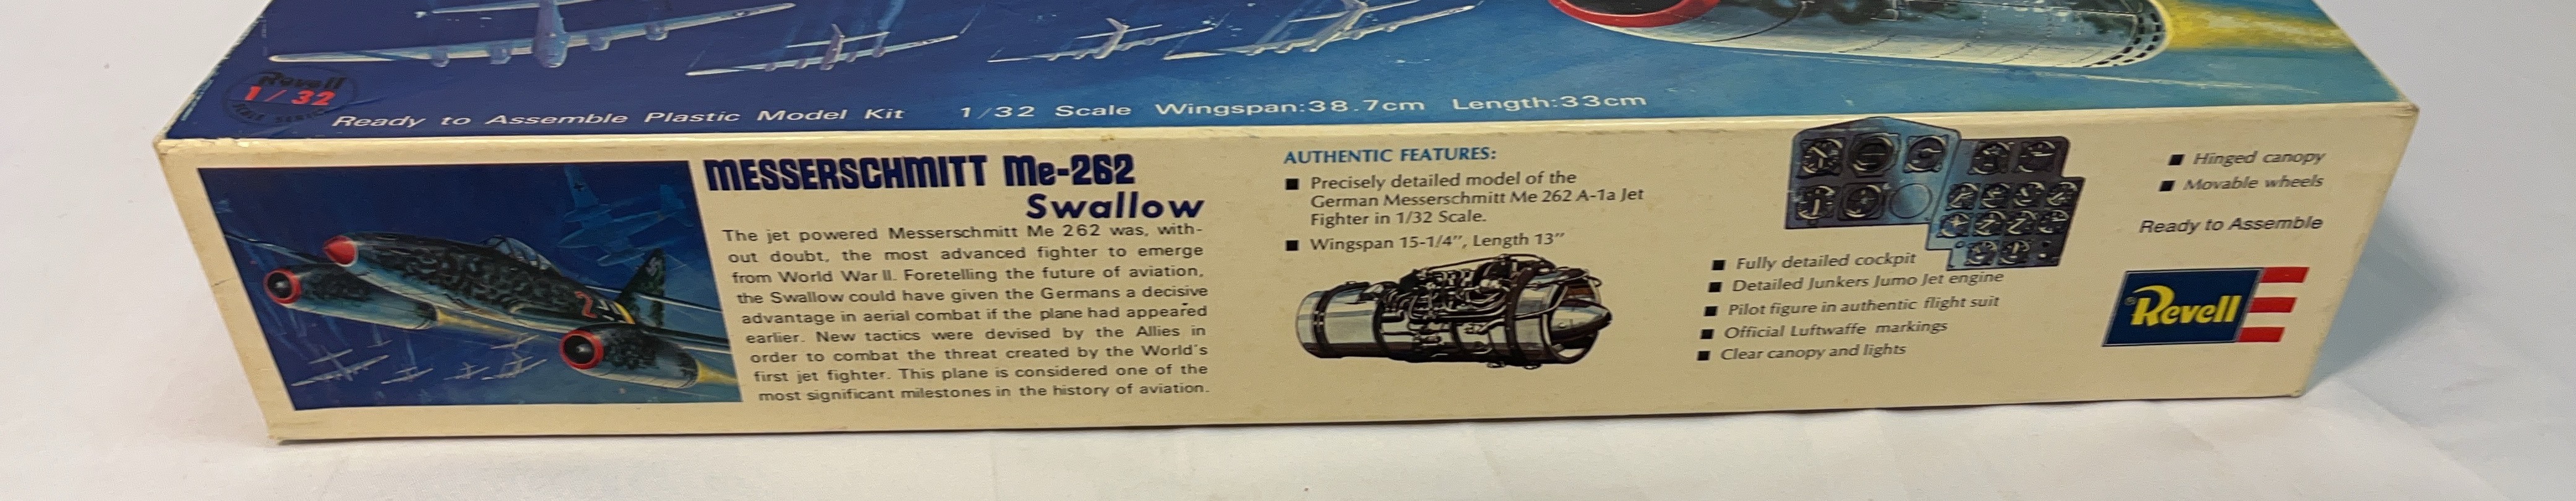 Revell
1/32
Ready to Assemble Plastic Model Kit 1/32 Scale Wingspan:38.7cm Length:33cm
MESSERSCHMITT Me-262
Swallow
The jet powered Messerschmitt Me 262 was, with-
out doubt, the most advanced fighter to emerge
from World War II. Foretelling the future of aviation,
the Swallow could have given the Germans a decisive
advantage in aerial combat if the plane had appeared
earlier. New tactics were devised by the Allies in
order to combat the threat created by the World's
first jet fighter. This plane is considered one of the
most significant milestones in the history of aviation.
2
AUTHENTIC FEATURES:
■ Precisely detailed model of the
German Messerschmitt Me 262 A-1a Jet
Fighter in 1/32 Scale.
■ Wingspan 15-1/4", Length 13"
■ Fully detailed cockpit
■ Detailed Junkers Jumo Jet engine
■ Pilot figure in authentic flight suit
■ Official Luftwaffe markings
■ Clear canopy and lights
■ Hinged canopy
■ Movable wheels
Ready to Assemble
®Revell